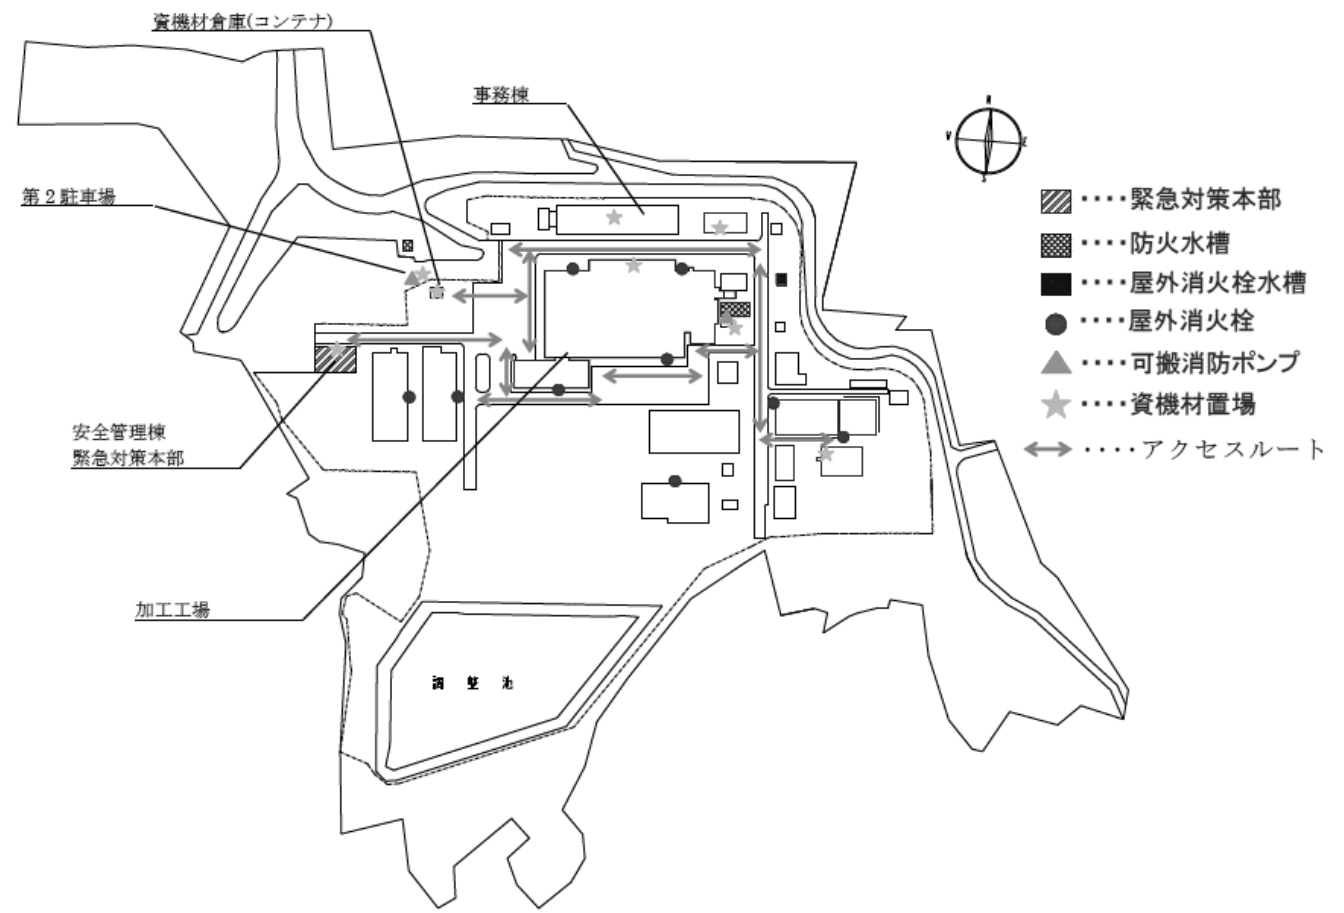 資機材倉庫(コンテナ)
事務棟
第2駐車場
N
W
E
S
････緊急対策本部
････防火水槽
････屋外消火栓水槽
････屋外消火栓
････可搬消防ポンプ
････資機材置場
････アクセスルート
安全管理棟
緊急対策本部
加工工場
調 整 池